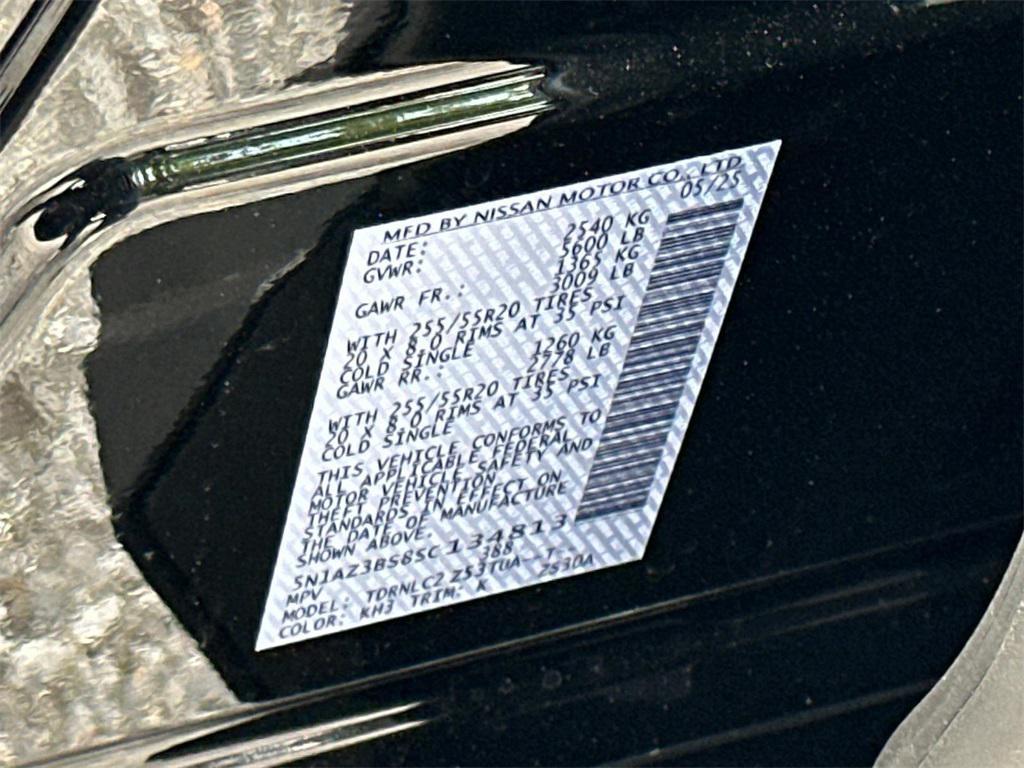 MFD BY NISSAN MOTOR CO., LTD
DATE: 05/25
GVWR: 2540 KG
5600 LB
GAWR FR.: 1365 KG
3009 LB
WITH 255/55R20 TIRES
20 X 8.0 RIMS AT 35 PSI
COLD SINGLE
GAWR RR.: 1260 KG
2778 LB
WITH 255/55R20 TIRES
20 X 8.0 RIMS AT 35 PSI
COLD SINGLE
THIS VEHICLE CONFORMS TO
ALL APPLICABLE FEDERAL
MOTOR VEHICLE SAFETY AND
THEFT PREVENTION
STANDARDS IN EFFECT ON
THE DATE OF MANUFACTURE
SHOWN ABOVE.
5N1AZ3BS8SC134813
MPV 388
MODEL: TDRNLC2 Z53TUA--T-
COLOR: KH3 TRIM: K Z530A